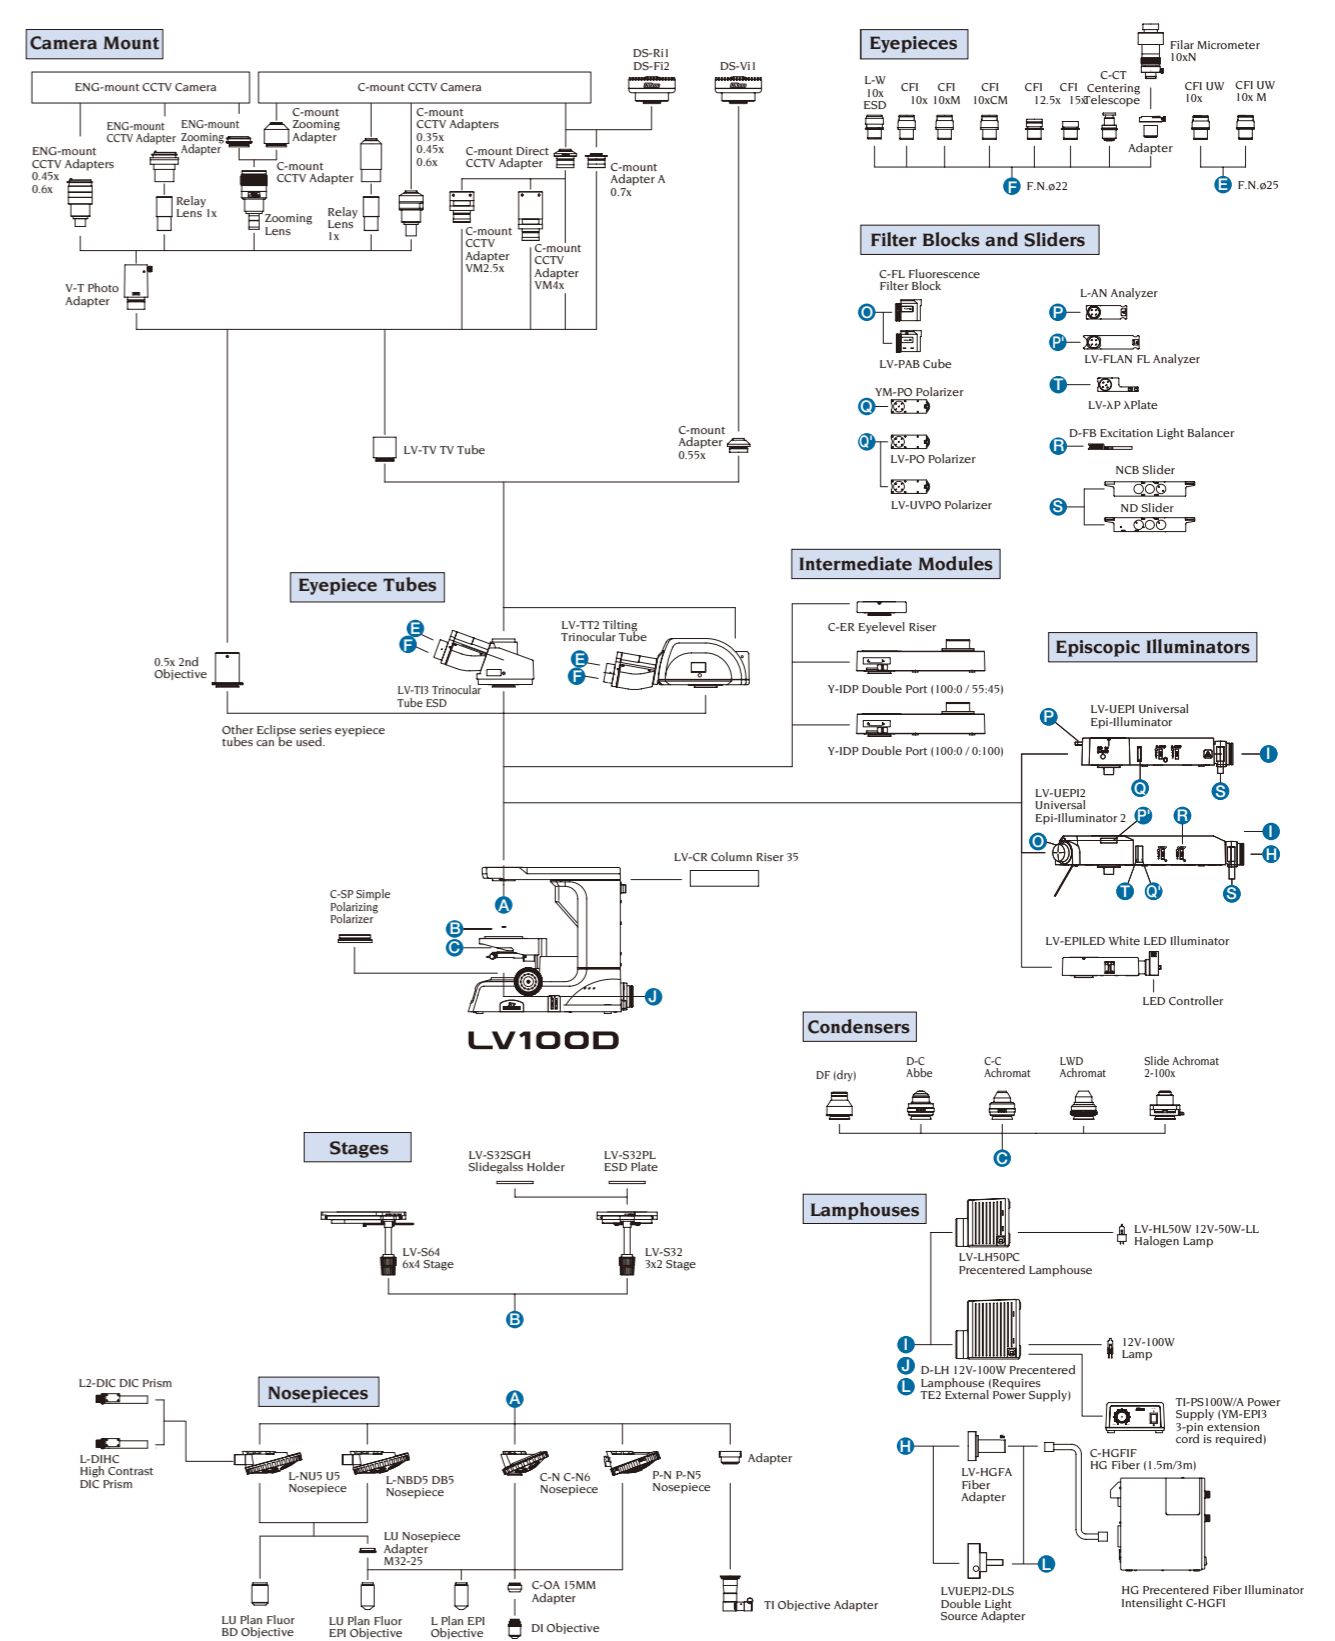 Camera Mount
ENG-mount CCTV Camera
C-mount CCTV Camera
DS-Ri1
DS-Fi2
DS-Vi1
ENG-mount
CCTV Adapters
0.45x
0.6x
ENG-mount
CCTV Adapter
Relay
Lens 1x
ENG-mount
Zooming
Adapter
C-mount
Zooming
Adapter
C-mount
CCTV Adapter
Zooming
Lens
Relay
Lens
1x
C-mount
CCTV Adapters
0.35x
0.45x
0.6x
C-mount Direct
CCTV Adapter
C-mount
Adapter A
0.7x
C-mount
CCTV
Adapter
VM2.5x
C-mount
CCTV
Adapter
VM4x
V-T Photo
Adapter
LV-TV TV Tube
C-mount
Adapter
0.55x
Eyepieces
L-W
10x
ESD
CFI
10x
CFI
10xM
CFI
10xCM
CFI
12.5x
CFI
15x
C-CT
Centering
Telescope
Filar Micrometer
10xN
Adapter
CFI UW
10x
CFI UW
10x M
F F.N.ø22
E F.N.ø25
Filter Blocks and Sliders
C-FL Fluorescence
Filter Block
O
LV-PAB Cube
YM-PO Polarizer
Q
Q'
LV-PO Polarizer
LV-UVPO Polarizer
L-AN Analyzer
P
P'
LV-FLAN FL Analyzer
T
LV-λP λPlate
D-FB Excitation Light Balancer
R
NCB Slider
S
ND Slider
Eyepiece Tubes
E
F
LV-TI3 Trinocular
Tube ESD
LV-TT2 Tilting
Trinocular Tube
E
F
0.5x 2nd
Objective
Other Eclipse series eyepiece
tubes can be used.
Intermediate Modules
C-ER Eyelevel Riser
Y-IDP Double Port (100:0 / 55:45)
Y-IDP Double Port (100:0 / 0:100)
Episcopic Illuminators
LV-UEPI Universal
Epi-Illuminator
P
I
Q
S
LV-UEPI2
Universal
Epi-Illuminator 2
P'
R
I
O
H
T
Q'
S
LV-EPILED White LED Illuminator
LED Controller
LV-CR Column Riser 35
C-SP Simple
Polarizing
Polarizer
A
B
C
J
LV100D
Condensers
DF (dry)
D-C
Abbe
C-C
Achromat
LWD
Achromat
Slide Achromat
2-100x
C
Stages
LV-S32SGH
Slidegalss Holder
LV-S32PL
ESD Plate
LV-S64
6x4 Stage
LV-S32
3x2 Stage
B
Lamphouses
LV-LH50PC
Precentered Lamphouse
LV-HL50W 12V-50W-LL
Halogen Lamp
I
J
L
D-LH 12V-100W Precentered
Lamphouse (Requires
TE2 External Power Supply)
12V-100W
Lamp
TI-PS100W/A Power
Supply (YM-EPI3
3-pin extension
cord is required)
H
LV-HGFA
Fiber
Adapter
C-HGFIF
HG Fiber (1.5m/3m)
L
LVUEPI2-DLS
Double Light
Source Adapter
HG Precentered Fiber Illuminator
Intensilight C-HGFI
Nosepieces
A
L2-DIC DIC Prism
L-DIHC
High Contrast
DIC Prism
L-NU5 U5
Nosepiece
L-NBD5 DB5
Nosepiece
C-N C-N6
Nosepiece
P-N P-N5
Nosepiece
Adapter
LU Nosepiece
Adapter
M32-25
LU Plan Fluor
BD Objective
LU Plan Fluor
EPI Objective
L Plan EPI
Objective
C-OA 15MM
Adapter
DI Objective
TI Objective Adapter